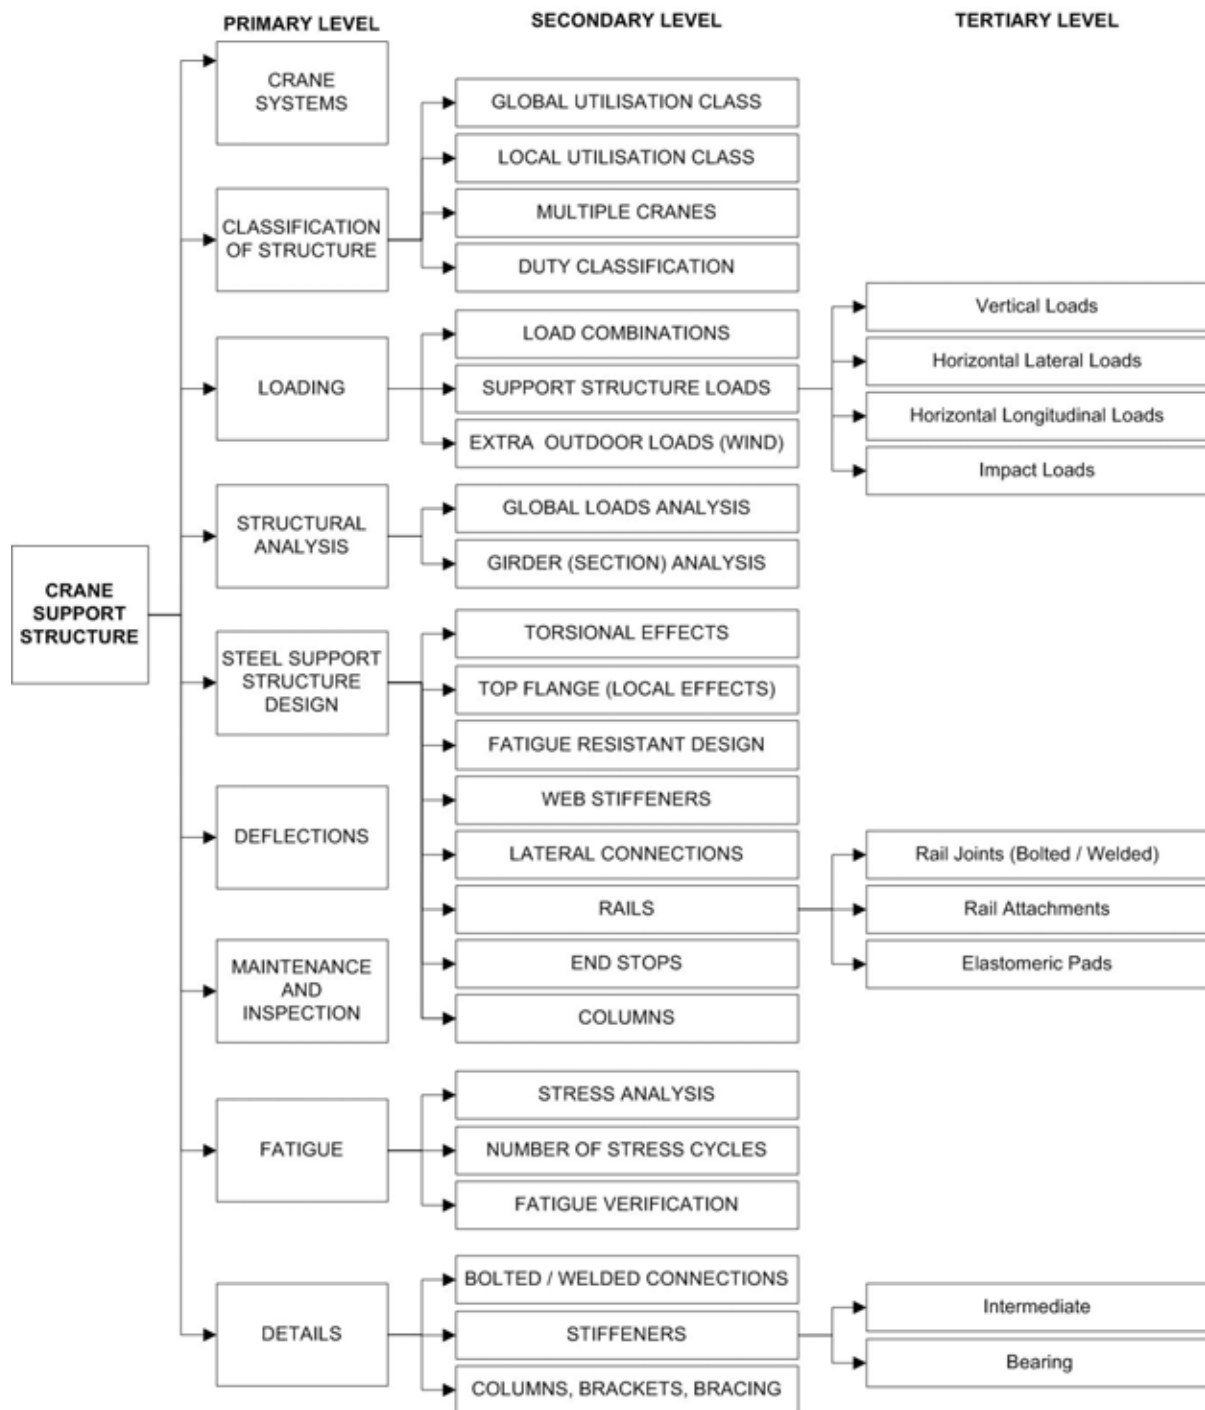 PRIMARY LEVEL
SECONDARY LEVEL
TERTIARY LEVEL
CRANE
SUPPORT
STRUCTURE
CRANE
SYSTEMS
CLASSIFICATION
OF STRUCTURE
GLOBAL UTILISATION CLASS
LOCAL UTILISATION CLASS
MULTIPLE CRANES
DUTY CLASSIFICATION
LOADING
LOAD COMBINATIONS
SUPPORT STRUCTURE LOADS
EXTRA OUTDOOR LOADS (WIND)
Vertical Loads
Horizontal Lateral Loads
Horizontal Longitudinal Loads
Impact Loads
STRUCTURAL
ANALYSIS
GLOBAL LOADS ANALYSIS
GIRDER (SECTION) ANALYSIS
STEEL SUPPORT
STRUCTURE
DESIGN
TORSIONAL EFFECTS
TOP FLANGE (LOCAL EFFECTS)
FATIGUE RESISTANT DESIGN
WEB STIFFENERS
LATERAL CONNECTIONS
RAILS
END STOPS
COLUMNS
Rail Joints (Bolted / Welded)
Rail Attachments
Elastomeric Pads
DEFLECTIONS
MAINTENANCE
AND
INSPECTION
FATIGUE
STRESS ANALYSIS
NUMBER OF STRESS CYCLES
FATIGUE VERIFICATION
DETAILS
BOLTED / WELDED CONNECTIONS
STIFFENERS
COLUMNS, BRACKETS, BRACING
Intermediate
Bearing